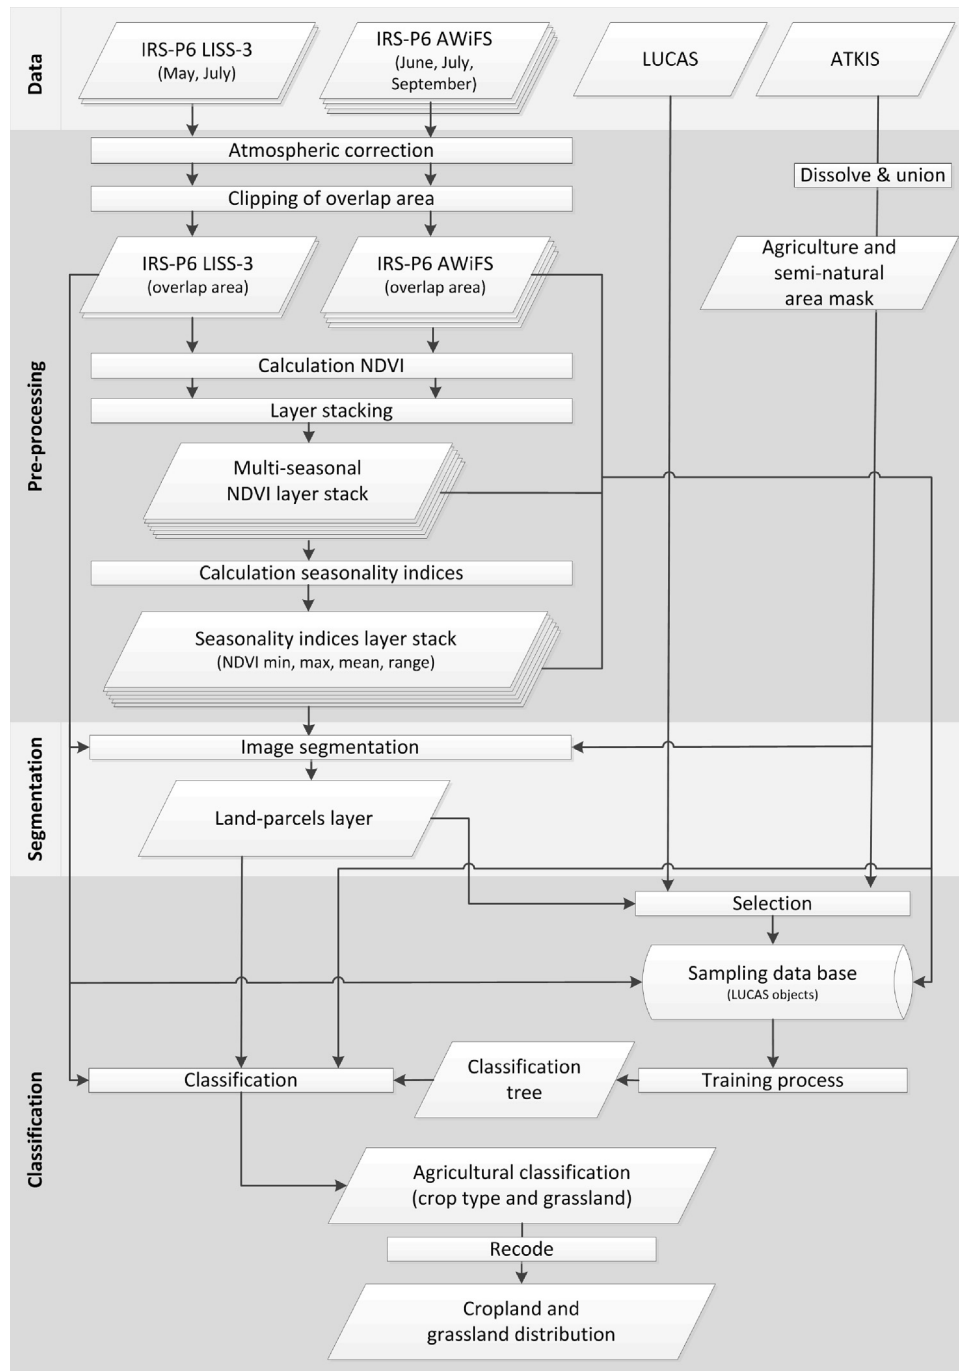 Data
IRS-P6 LISS-3
(May, July)
IRS-P6 AWiFS
(June, July,
September)
LUCAS
ATKIS
Pre-processing
Atmospheric correction
Dissolve & union
Clipping of overlap area
IRS-P6 LISS-3
(overlap area)
IRS-P6 AWiFS
(overlap area)
Agriculture and
semi-natural
area mask
Calculation NDVI
Layer stacking
Multi-seasonal
NDVI layer stack
Calculation seasonality indices
Seasonality indices layer stack
(NDVI min, max, mean, range)
Segmentation
Image segmentation
Land-parcels layer
Classification
Selection
Sampling data base
(LUCAS objects)
Classification
Classification
tree
Training process
Agricultural classification
(crop type and grassland)
Recode
Cropland and
grassland distribution